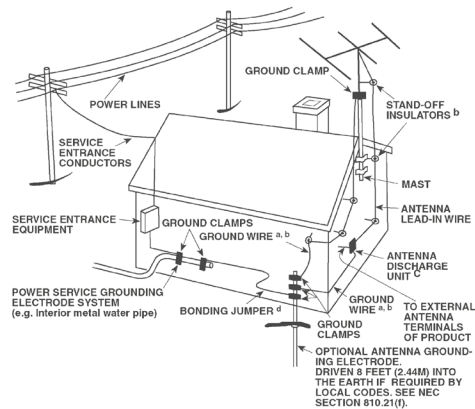 GROUND CLAMP
POWER LINES
STAND-OFF
INSULATORS b
SERVICE
ENTRANCE
CONDUCTORS
MAST
ANTENNA
LEAD-IN WIRE
SERVICE ENTRANCE
EQUIPMENT
GROUND CLAMPS
GROUND WIRE a, b
ANTENNA
DISCHARGE
UNIT C
POWER SERVICE GROUNDING
ELECTRODE SYSTEM
(e.g. Interior metal water pipe)
BONDING JUMPER d
GROUND
WIRE a, b
TO EXTERNAL
ANTENNA
TERMINALS
OF PRODUCT
GROUND
CLAMPS
OPTIONAL ANTENNA GROUND-
ING ELECTRODE.
DRIVEN 8 FEET (2.44M) INTO
THE EARTH IF REQUIRED BY
LOCAL CODES. SEE NEC
SECTION 810.21(f).